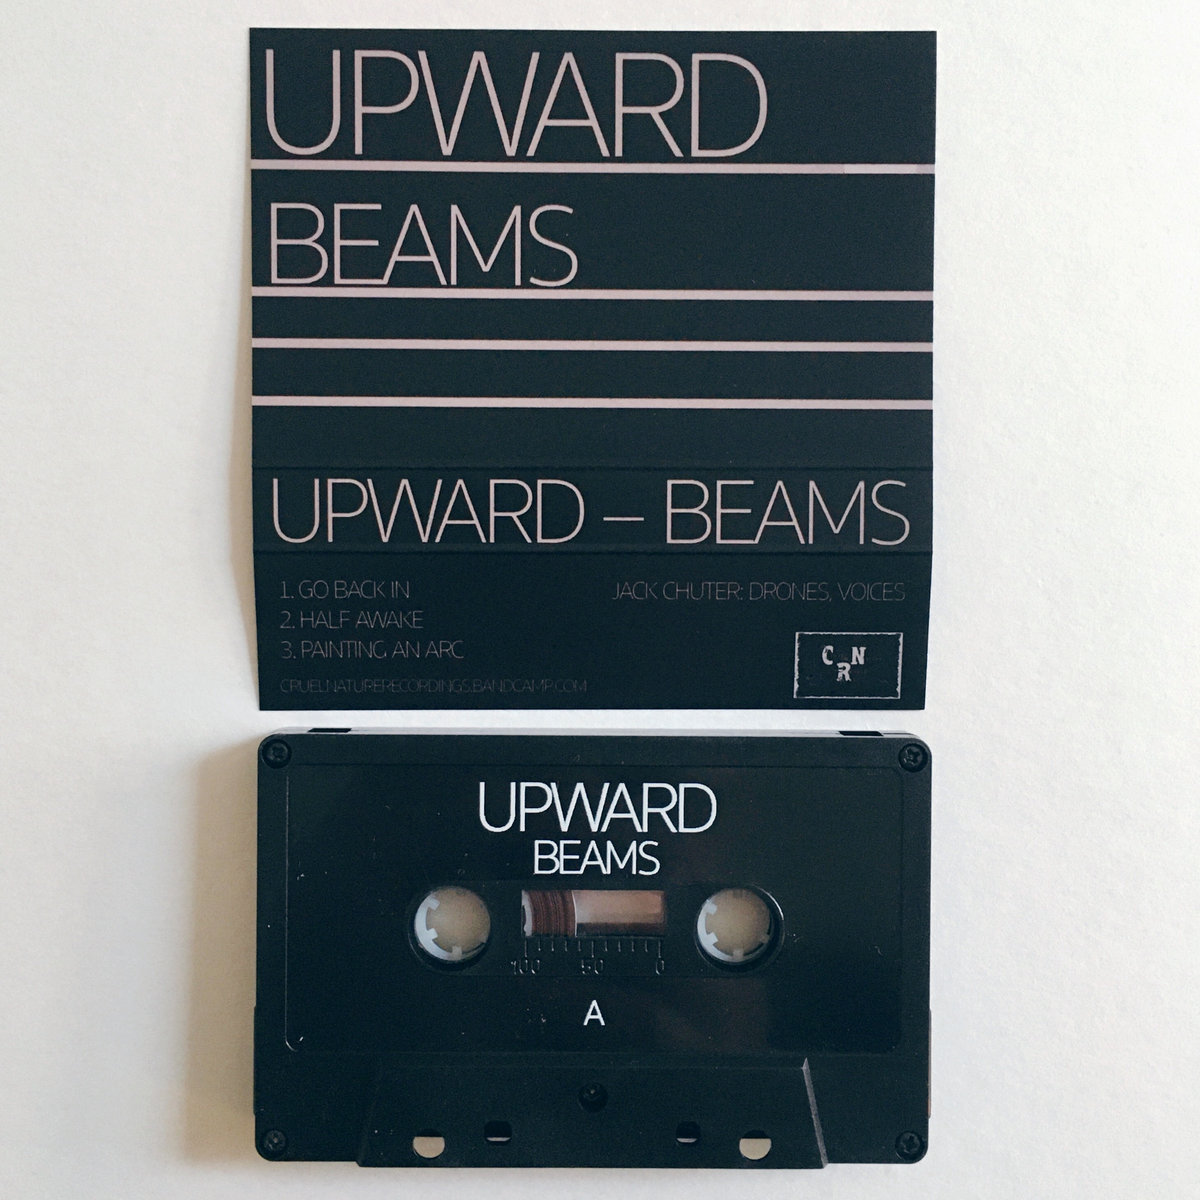 UPWARD
BEAMS
UPWARD – BEAMS
1. GO BACK IN
2. HALF AWAKE
3. PAINTING AN ARC
CRUELNATURERECORDINGS.BANDCAMP.COM
JACK CHUTER: DRONES, VOICES
CRN
UPWARD
BEAMS
100 50 0
A